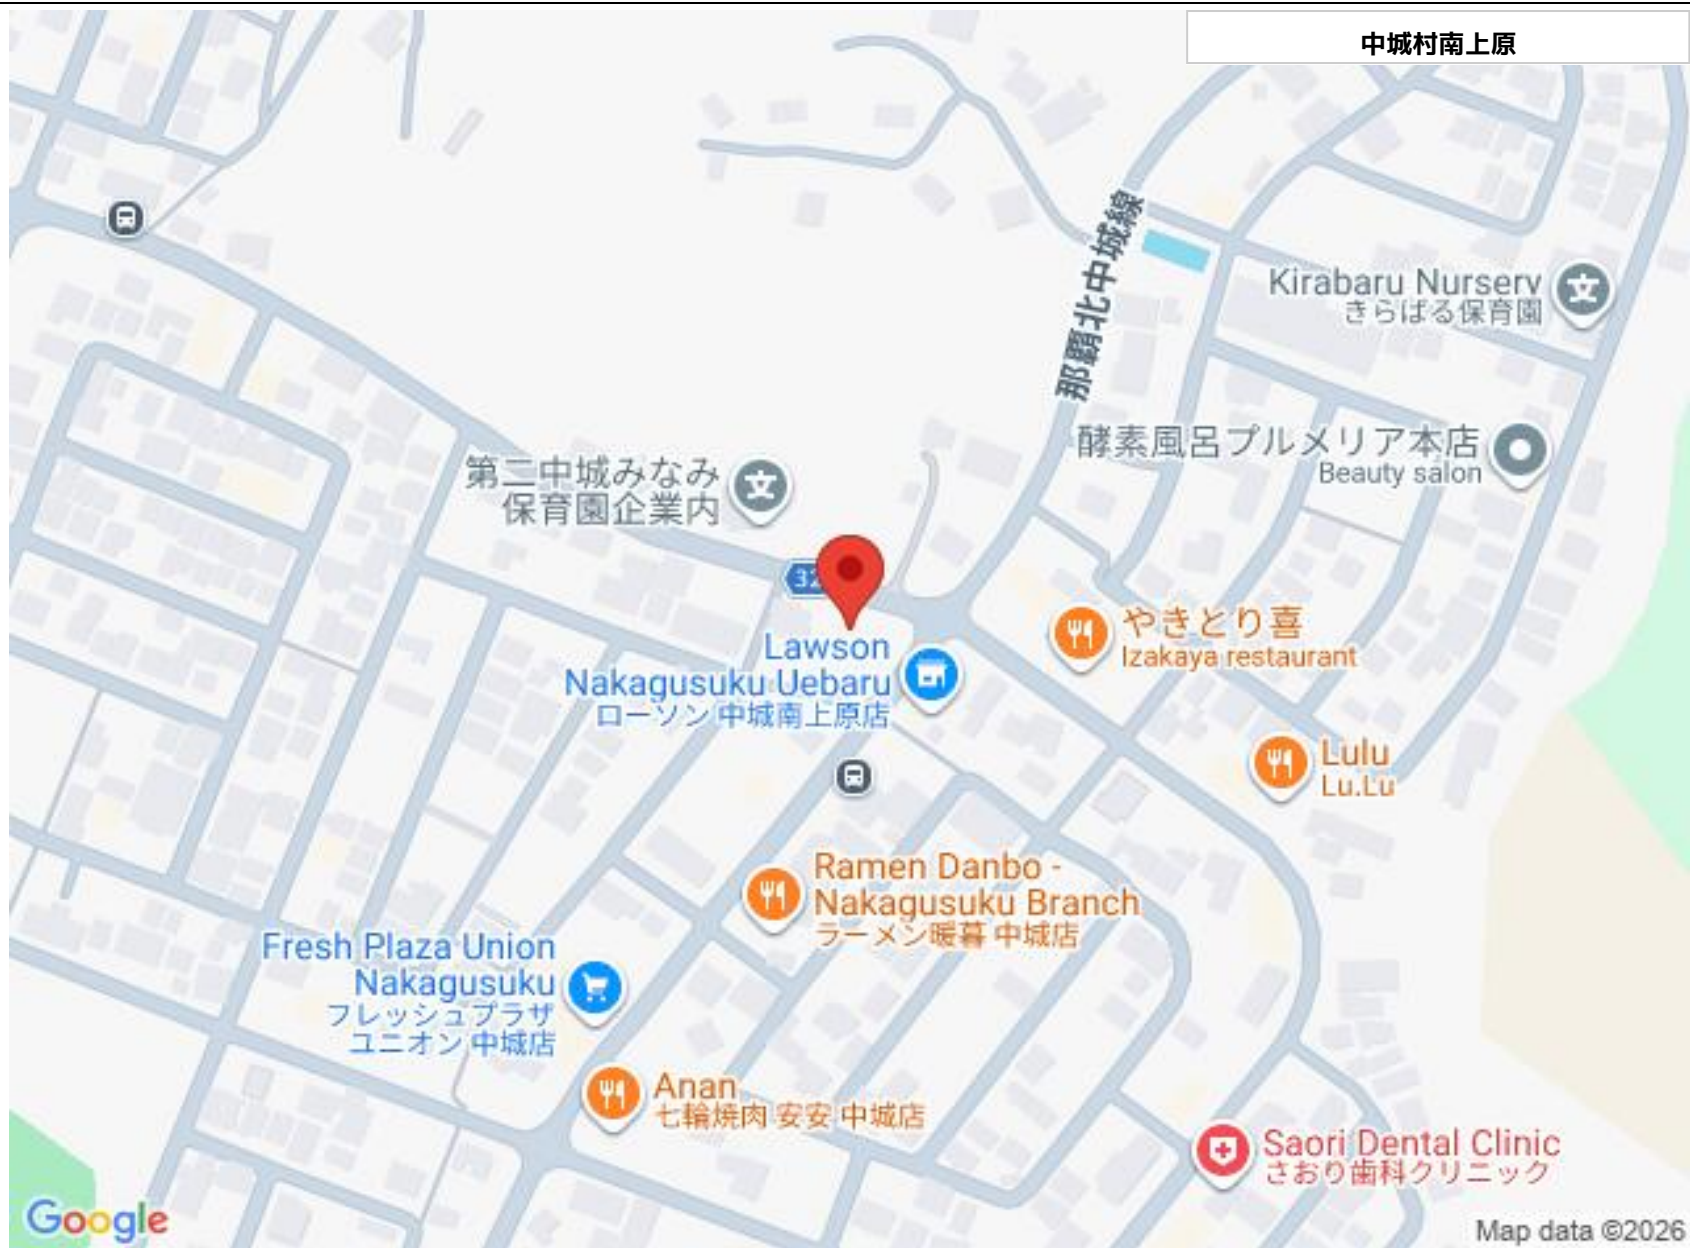 中城村南上原
那覇北中城線
Kirabaru Nurserv
きらばる保育園
酵素風呂プルメリア本店
Beauty salon
第二中城みなみ
保育園企業内
32
やきとり喜
Izakaya restaurant
Lawson
Nakagusuku Uebaru
ローソン 中城南上原店
Lulu
Lu.Lu
Ramen Danbo -
Nakagusuku Branch
ラーメン暖暮 中城店
Fresh Plaza Union
Nakagusuku
フレッシュプラザ
ユニオン 中城店
Anan
七輪焼肉 安安 中城店
Saori Dental Clinic
さおり歯科クリニック
Google
Map data ©2026